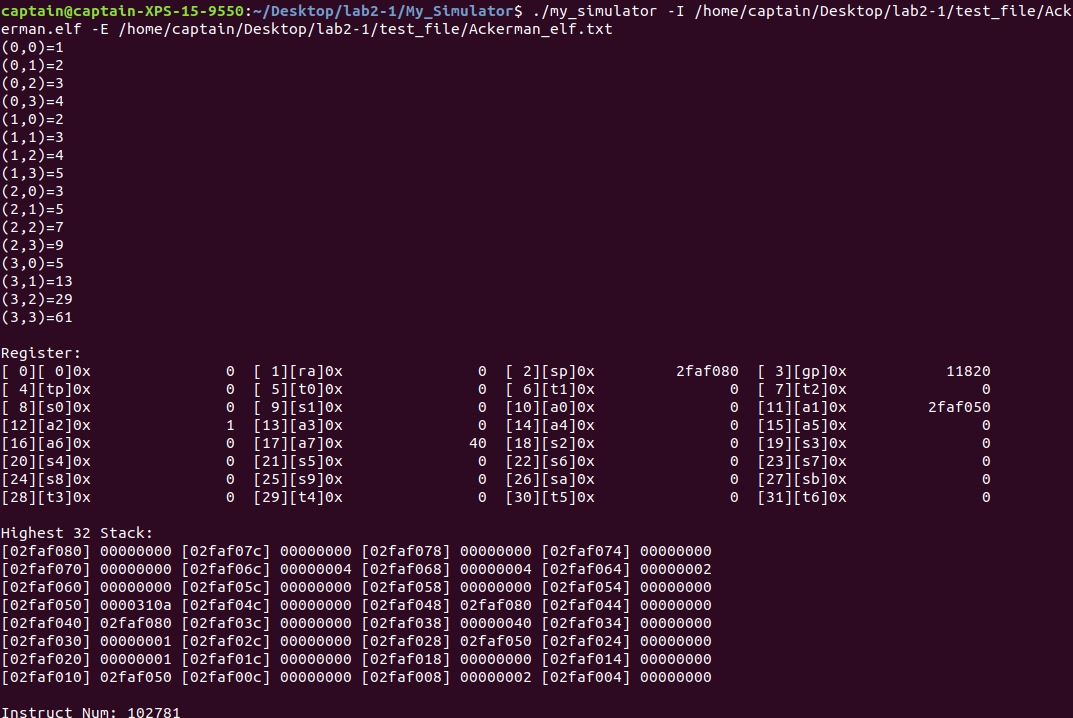 captain@captain-XPS-15-9550:~/Desktop/lab2-1/My_Simulator$ ./my_simulator -I /home/captain/Desktop/lab2-1/test_file/Ack
erman.elf -E /home/captain/Desktop/lab2-1/test_file/Ackerman_elf.txt
(0,0)=1
(0,1)=2
(0,2)=3
(0,3)=4
(1,0)=2
(1,1)=3
(1,2)=4
(1,3)=5
(2,0)=3
(2,1)=5
(2,2)=7
(2,3)=9
(3,0)=5
(3,1)=13
(3,2)=29
(3,3)=61
Register:
[ 0][ 0]0x               0  [ 1][ra]0x               0  [ 2][sp]0x         2faf080  [ 3][gp]0x           11820
[ 4][tp]0x               0  [ 5][t0]0x               0  [ 6][t1]0x               0  [ 7][t2]0x               0
[ 8][s0]0x               0  [ 9][s1]0x               0  [10][a0]0x               0  [11][a1]0x         2faf050
[12][a2]0x               1  [13][a3]0x               0  [14][a4]0x               0  [15][a5]0x               0
[16][a6]0x               0  [17][a7]0x              40  [18][s2]0x               0  [19][s3]0x               0
[20][s4]0x               0  [21][s5]0x               0  [22][s6]0x               0  [23][s7]0x               0
[24][s8]0x               0  [25][s9]0x               0  [26][sa]0x               0  [27][sb]0x               0
[28][t3]0x               0  [29][t4]0x               0  [30][t5]0x               0  [31][t6]0x               0
Highest 32 Stack:
[02faf080] 00000000 [02faf07c] 00000000 [02faf078] 00000000 [02faf074] 00000000
[02faf070] 00000000 [02faf06c] 00000004 [02faf068] 00000004 [02faf064] 00000002
[02faf060] 00000000 [02faf05c] 00000000 [02faf058] 00000000 [02faf054] 00000000
[02faf050] 0000310a [02faf04c] 00000000 [02faf048] 02faf080 [02faf044] 00000000
[02faf040] 02faf080 [02faf03c] 00000000 [02faf038] 00000040 [02faf034] 00000000
[02faf030] 00000001 [02faf02c] 00000000 [02faf028] 02faf050 [02faf024] 00000000
[02faf020] 00000001 [02faf01c] 00000000 [02faf018] 00000000 [02faf014] 00000000
[02faf010] 02faf050 [02faf00c] 00000000 [02faf008] 00000002 [02faf004] 00000000
Instruct Num: 102781